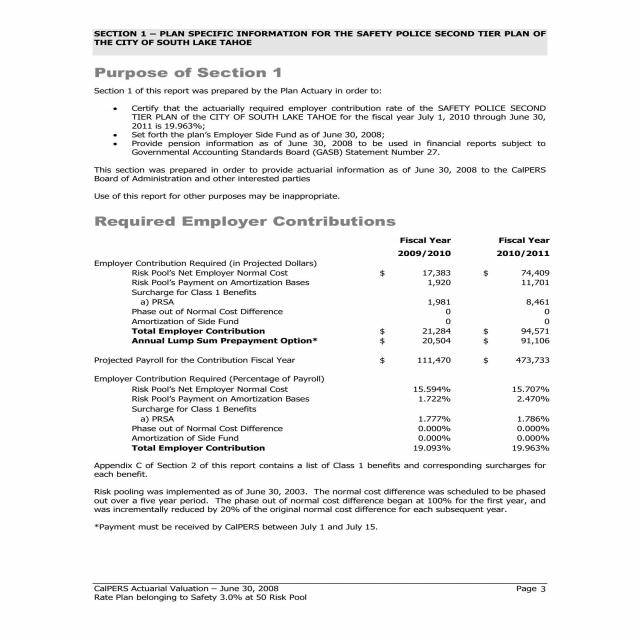 SECTION 1 – PLAN SPECIFIC INFORMATION FOR THE SAFETY POLICE SECOND TIER PLAN OF
THE CITY OF SOUTH LAKE TAHOE
Purpose of Section 1
Section 1 of this report was prepared by the Plan Actuary in order to:
• Certify that the actuarially required employer contribution rate of the SAFETY POLICE SECOND
TIER PLAN of the CITY OF SOUTH LAKE TAHOE for the fiscal year July 1, 2010 through June 30,
2011 is 19.963%;
• Set forth the plan's Employer Side Fund as of June 30, 2008;
• Provide pension information as of June 30, 2008 to be used in financial reports subject to
Governmental Accounting Standards Board (GASB) Statement Number 27.
This section was prepared in order to provide actuarial information as of June 30, 2008 to the CalPERS
Board of Administration and other interested parties
Use of this report for other purposes may be inappropriate.
Required Employer Contributions
Fiscal Year Fiscal Year
2009/2010 2010/2011
Employer Contribution Required (in Projected Dollars)
Risk Pool's Net Employer Normal Cost $ 17,383 $ 74,409
Risk Pool's Payment on Amortization Bases 1,920 11,701
Surcharge for Class 1 Benefits
a) PRSA 1,981 8,461
Phase out of Normal Cost Difference 0 0
Amortization of Side Fund 0 0
Total Employer Contribution $ 21,284 $ 94,571
Annual Lump Sum Prepayment Option* $ 20,504 $ 91,106
Projected Payroll for the Contribution Fiscal Year $ 111,470 $ 473,733
Employer Contribution Required (Percentage of Payroll)
Risk Pool's Net Employer Normal Cost 15.594% 15.707%
Risk Pool's Payment on Amortization Bases 1.722% 2.470%
Surcharge for Class 1 Benefits
a) PRSA 1.777% 1.786%
Phase out of Normal Cost Difference 0.000% 0.000%
Amortization of Side Fund 0.000% 0.000%
Total Employer Contribution 19.093% 19.963%
Appendix C of Section 2 of this report contains a list of Class 1 benefits and corresponding surcharges for
each benefit.
Risk pooling was implemented as of June 30, 2003. The normal cost difference was scheduled to be phased
out over a five year period. The phase out of normal cost difference began at 100% for the first year, and
was incrementally reduced by 20% of the original normal cost difference for each subsequent year.
*Payment must be received by CalPERS between July 1 and July 15.
CalPERS Actuarial Valuation – June 30, 2008 Page 3
Rate Plan belonging to Safety 3.0% at 50 Risk Pool